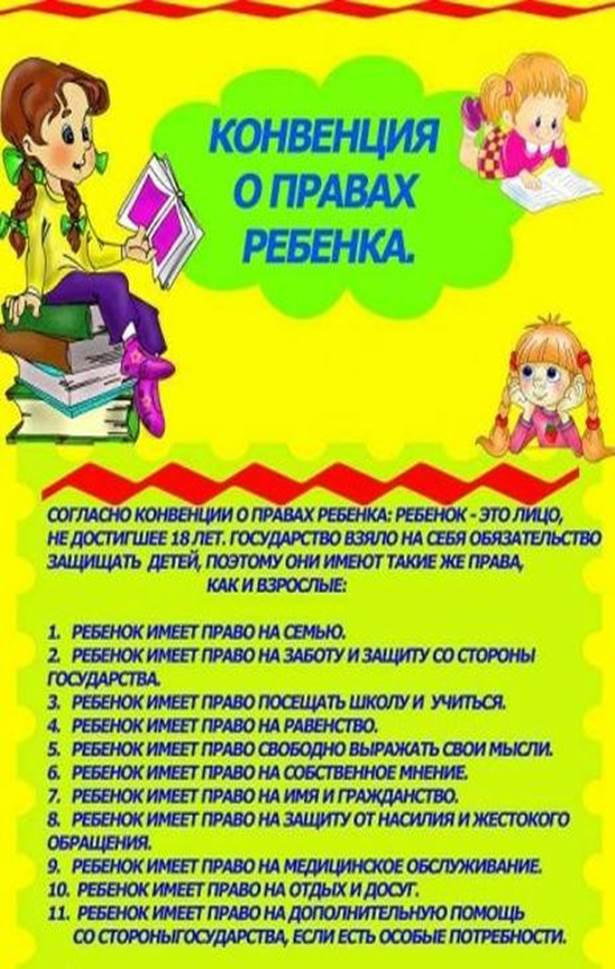 КОНВЕНЦИЯ
О ПРАВАХ
РЕБЕНКА.
СОГЛАСНО КОНВЕНЦИИ О ПРАВАХ РЕБЕНКА: РЕБЕНОК - ЭТО ЛИЦО,
НЕ ДОСТИГШЕЕ 18 ЛЕТ. ГОСУДАРСТВО ВЗЯЛО НА СЕБЯ ОБЯЗАТЕЛЬСТВО
ЗАЩИЩАТЬ ДЕТЕЙ, ПОЭТОМУ ОНИ ИМЕЮТ ТАКИЕ ЖЕ ПРАВА,
КАК И ВЗРОСЛЫЕ:
1. РЕБЕНОК ИМЕЕТ ПРАВО НА СЕМЬЮ.
2. РЕБЕНОК ИМЕЕТ ПРАВО НА ЗАБОТУ И ЗАЩИТУ СО СТОРОНЫ
ГОСУДАРСТВА.
3. РЕБЕНОК ИМЕЕТ ПРАВО ПОСЕЩАТЬ ШКОЛУ И УЧИТЬСЯ.
4. РЕБЕНОК ИМЕЕТ ПРАВО НА РАВЕНСТВО.
5. РЕБЕНОК ИМЕЕТ ПРАВО СВОБОДНО ВЫРАЖАТЬ СВОИ МЫСЛИ.
6. РЕБЕНОК ИМЕЕТ ПРАВО НА СОБСТВЕННОЕ МНЕНИЕ.
7. РЕБЕНОК ИМЕЕТ ПРАВО НА ИМЯ И ГРАЖДАНСТВО.
8. РЕБЕНОК ИМЕЕТ ПРАВО НА ЗАЩИТУ ОТ НАСИЛИЯ И ЖЕСТОКОГО
ОБРАЩЕНИЯ.
9. РЕБЕНОК ИМЕЕТ ПРАВО НА МЕДИЦИНСКОЕ ОБСЛУЖИВАНИЕ.
10. РЕБЕНОК ИМЕЕТ ПРАВО НА ОТДЫХ И ДОСУГ.
11. РЕБЕНОК ИМЕЕТ ПРАВО НА ДОПОЛНИТЕЛЬНУЮ ПОМОЩЬ
СО СТОРОНЫГОСУДАРСТВА, ЕСЛИ ЕСТЬ ОСОБЫЕ ПОТРЕБНОСТИ.